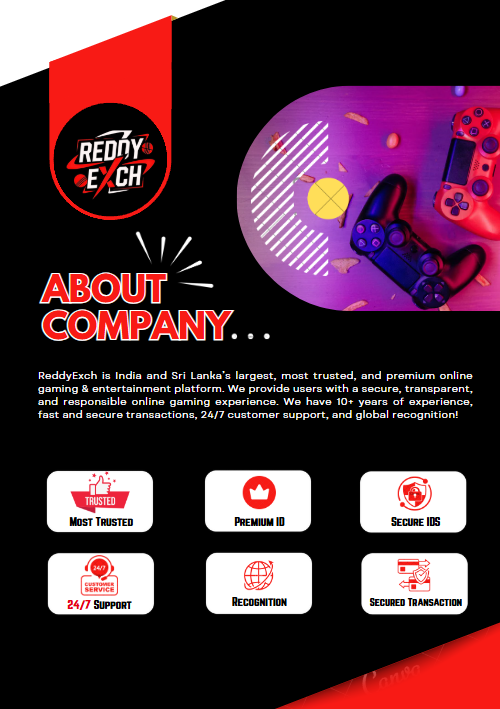 REDDY
EXCH
ABOUT
COMPANY...
ReddyExch is India and Sri Lanka's largest, most trusted, and premium online
gaming & entertainment platform. We provide users with a secure, transparent,
and responsible online gaming experience. We have 10+ years of experience,
fast and secure transactions, 24/7 customer support, and global recognition!
TRUSTED
Most Trusted
Premium ID
Secure IDS
24/7
CUSTOMER
SERVICE
24/7 Support
Recognition
Secured Transaction
Canva